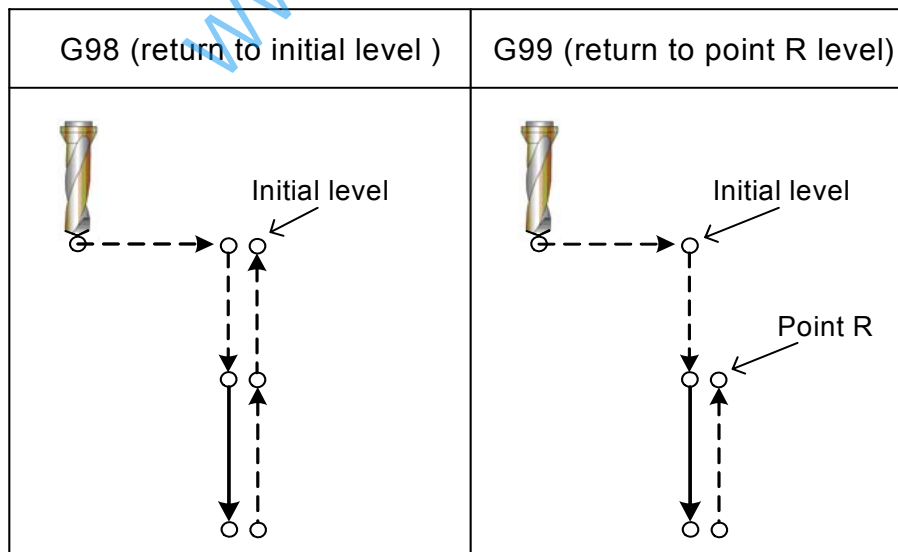 G98 (return to initial level )
G99 (return to point R level)
Initial level
Initial level
Point R